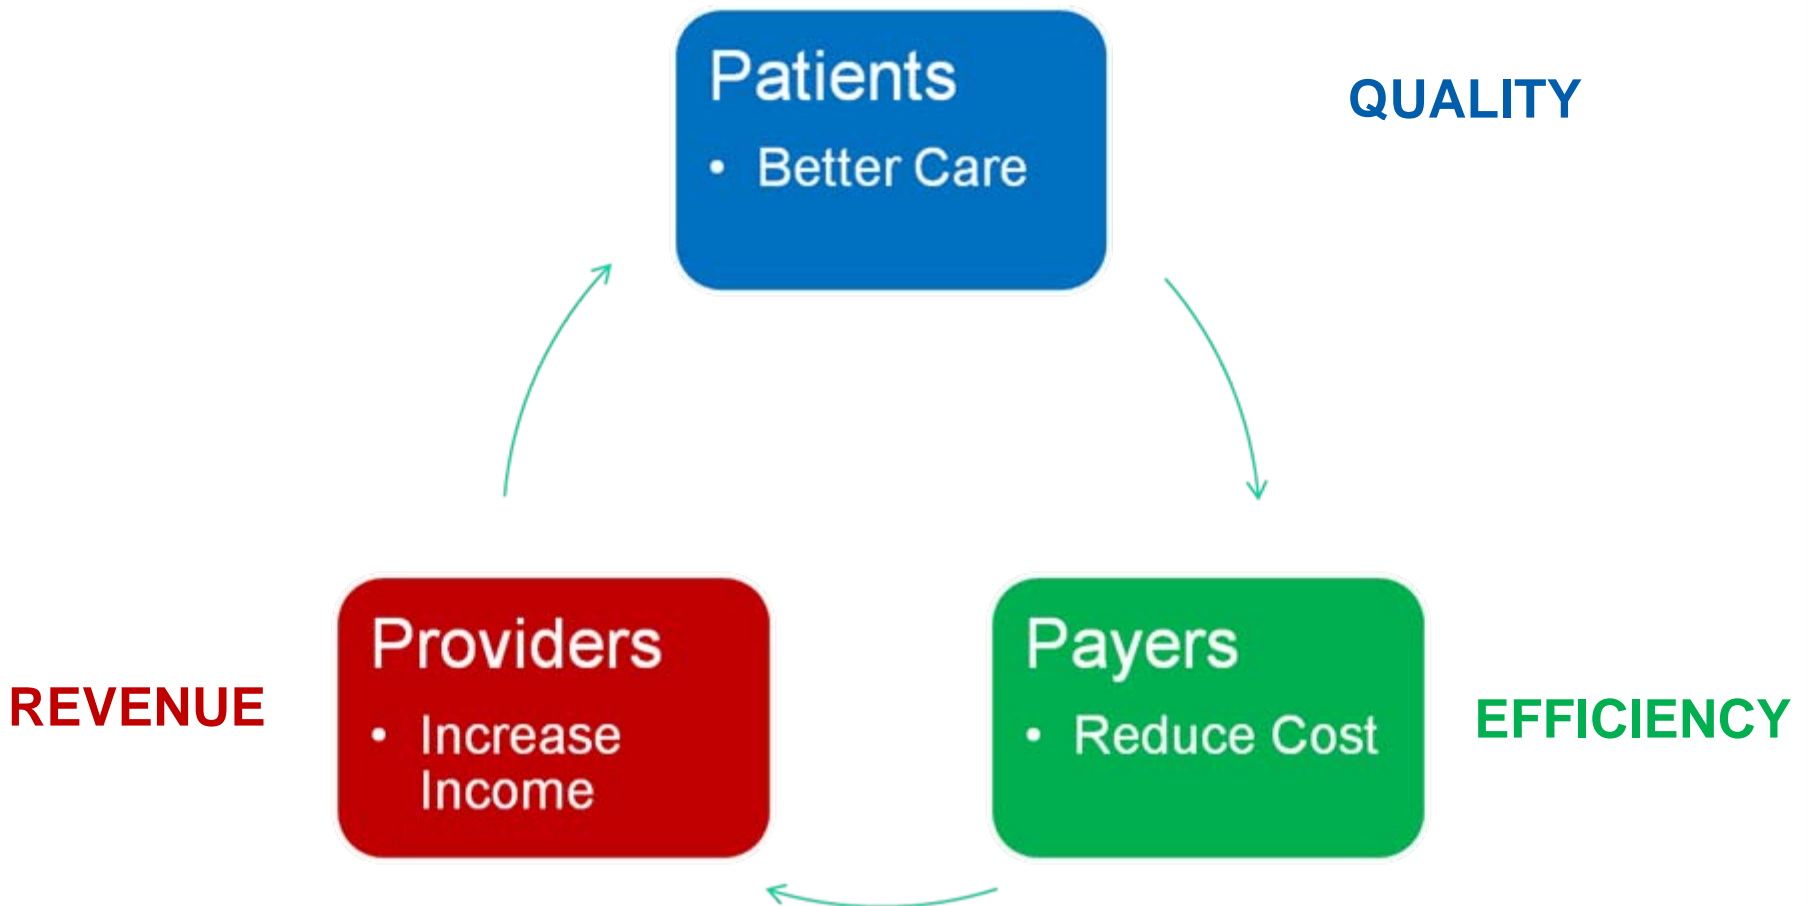 Patients
• Better Care
QUALITY
Providers
• Increase
Income
REVENUE
Payers
• Reduce Cost
EFFICIENCY